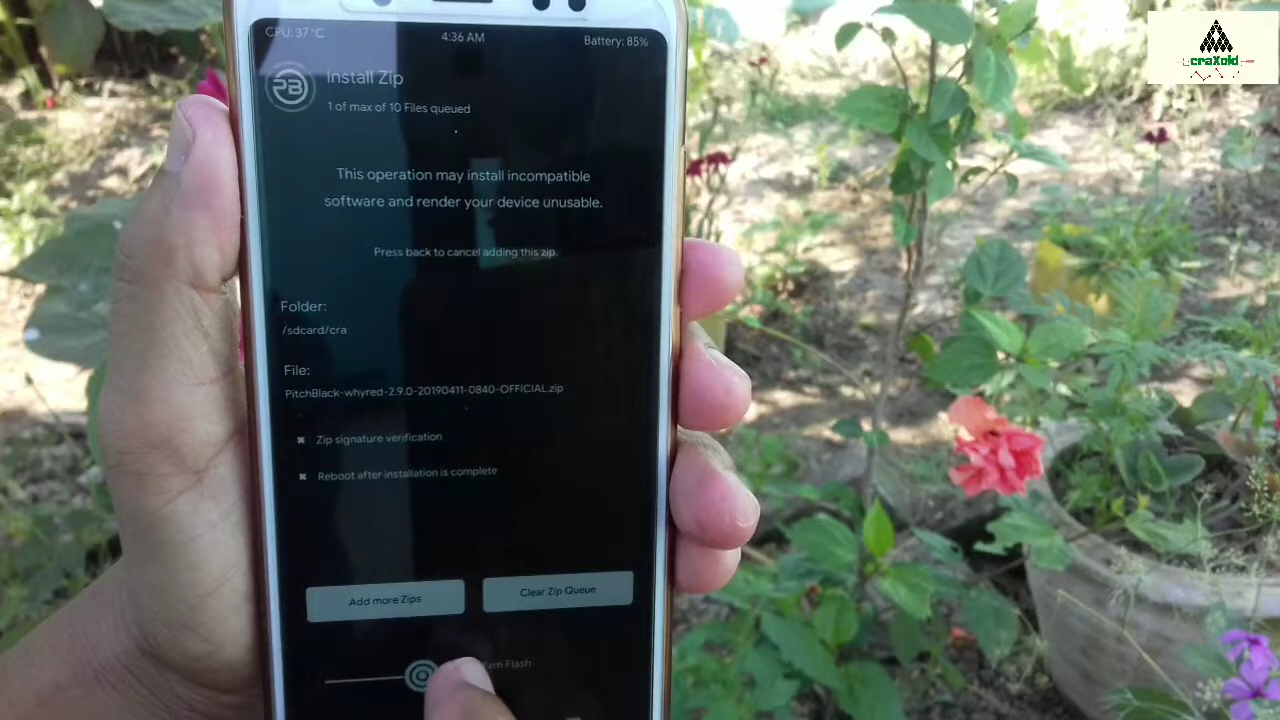 craXoid
CPU: 37 °C
4:36 AM
Battery: 85%
PB
Install Zip
1 of max of 10 Files queued
This operation may install incompatible
software and render your device unusable.
Press back to cancel adding this zip.
Folder:
/sdcard/cra
File:
PitchBlack-whyred-2.9.0-20190411-0840-OFFICIAL.zip
Zip signature verification
Reboot after installation is complete
Add more Zips
Clear Zip Queue
Flash